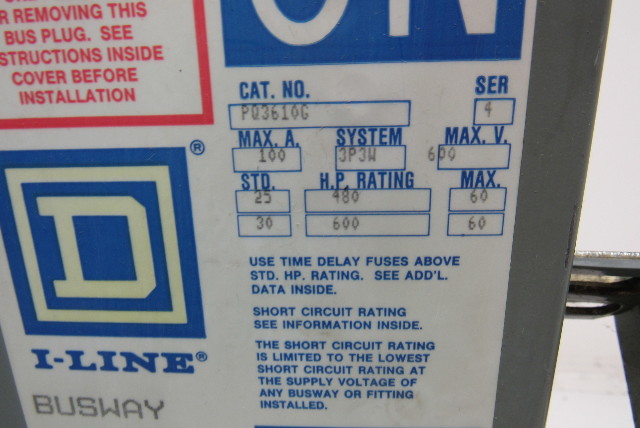 R REMOVING THIS
BUS PLUG. SEE
STRUCTIONS INSIDE
COVER BEFORE
INSTALLATION
ON
CAT. NO. SER
PQ3610G 4
MAX. A. SYSTEM MAX. V.
100 3P3W 600
STD. H.P. RATING MAX.
25 480 60
30 600 60
USE TIME DELAY FUSES ABOVE
STD. HP. RATING. SEE ADD'L.
DATA INSIDE.
SHORT CIRCUIT RATING
SEE INFORMATION INSIDE.
THE SHORT CIRCUIT RATING
IS LIMITED TO THE LOWEST
SHORT CIRCUIT RATING AT
THE SUPPLY VOLTAGE OF
ANY BUSWAY OR FITTING
INSTALLED.
®
D
I-LINE®
BUSWAY